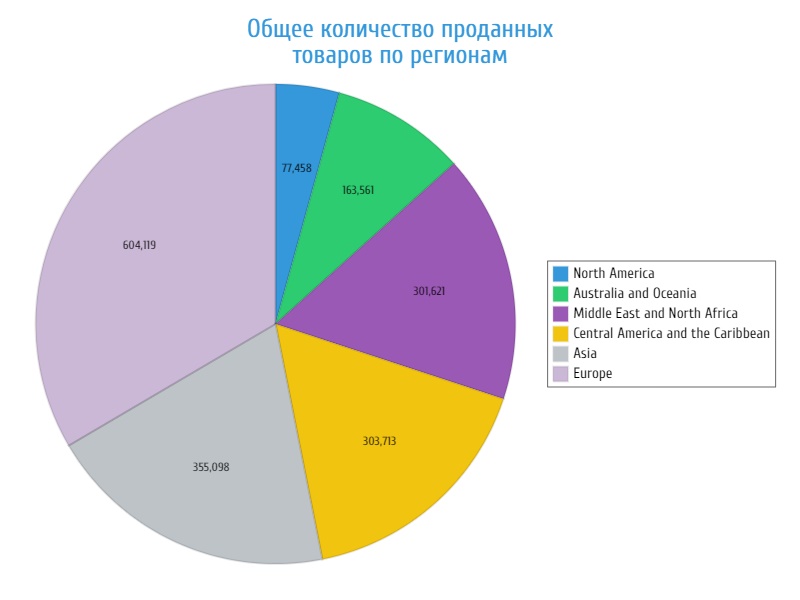 Общее количество проданных
товаров по регионам
77,458
163,561
604,119
301,621
303,713
355,098
North America
Australia and Oceania
Middle East and North Africa
Central America and the Caribbean
Asia
Europe